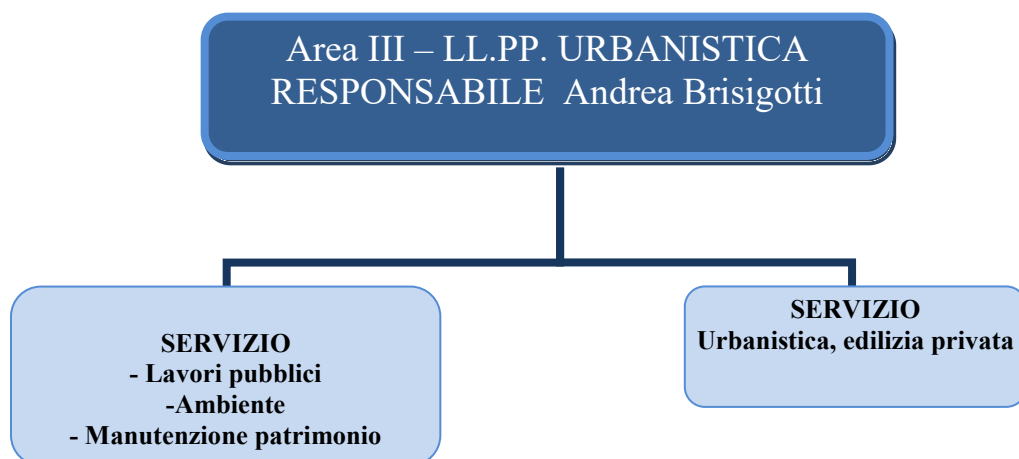 Area III – LL.PP. URBANISTICA
RESPONSABILE  Andrea Brisigotti
SERVIZIO
- Lavori pubblici
-Ambiente
- Manutenzione patrimonio
SERVIZIO
Urbanistica, edilizia privata